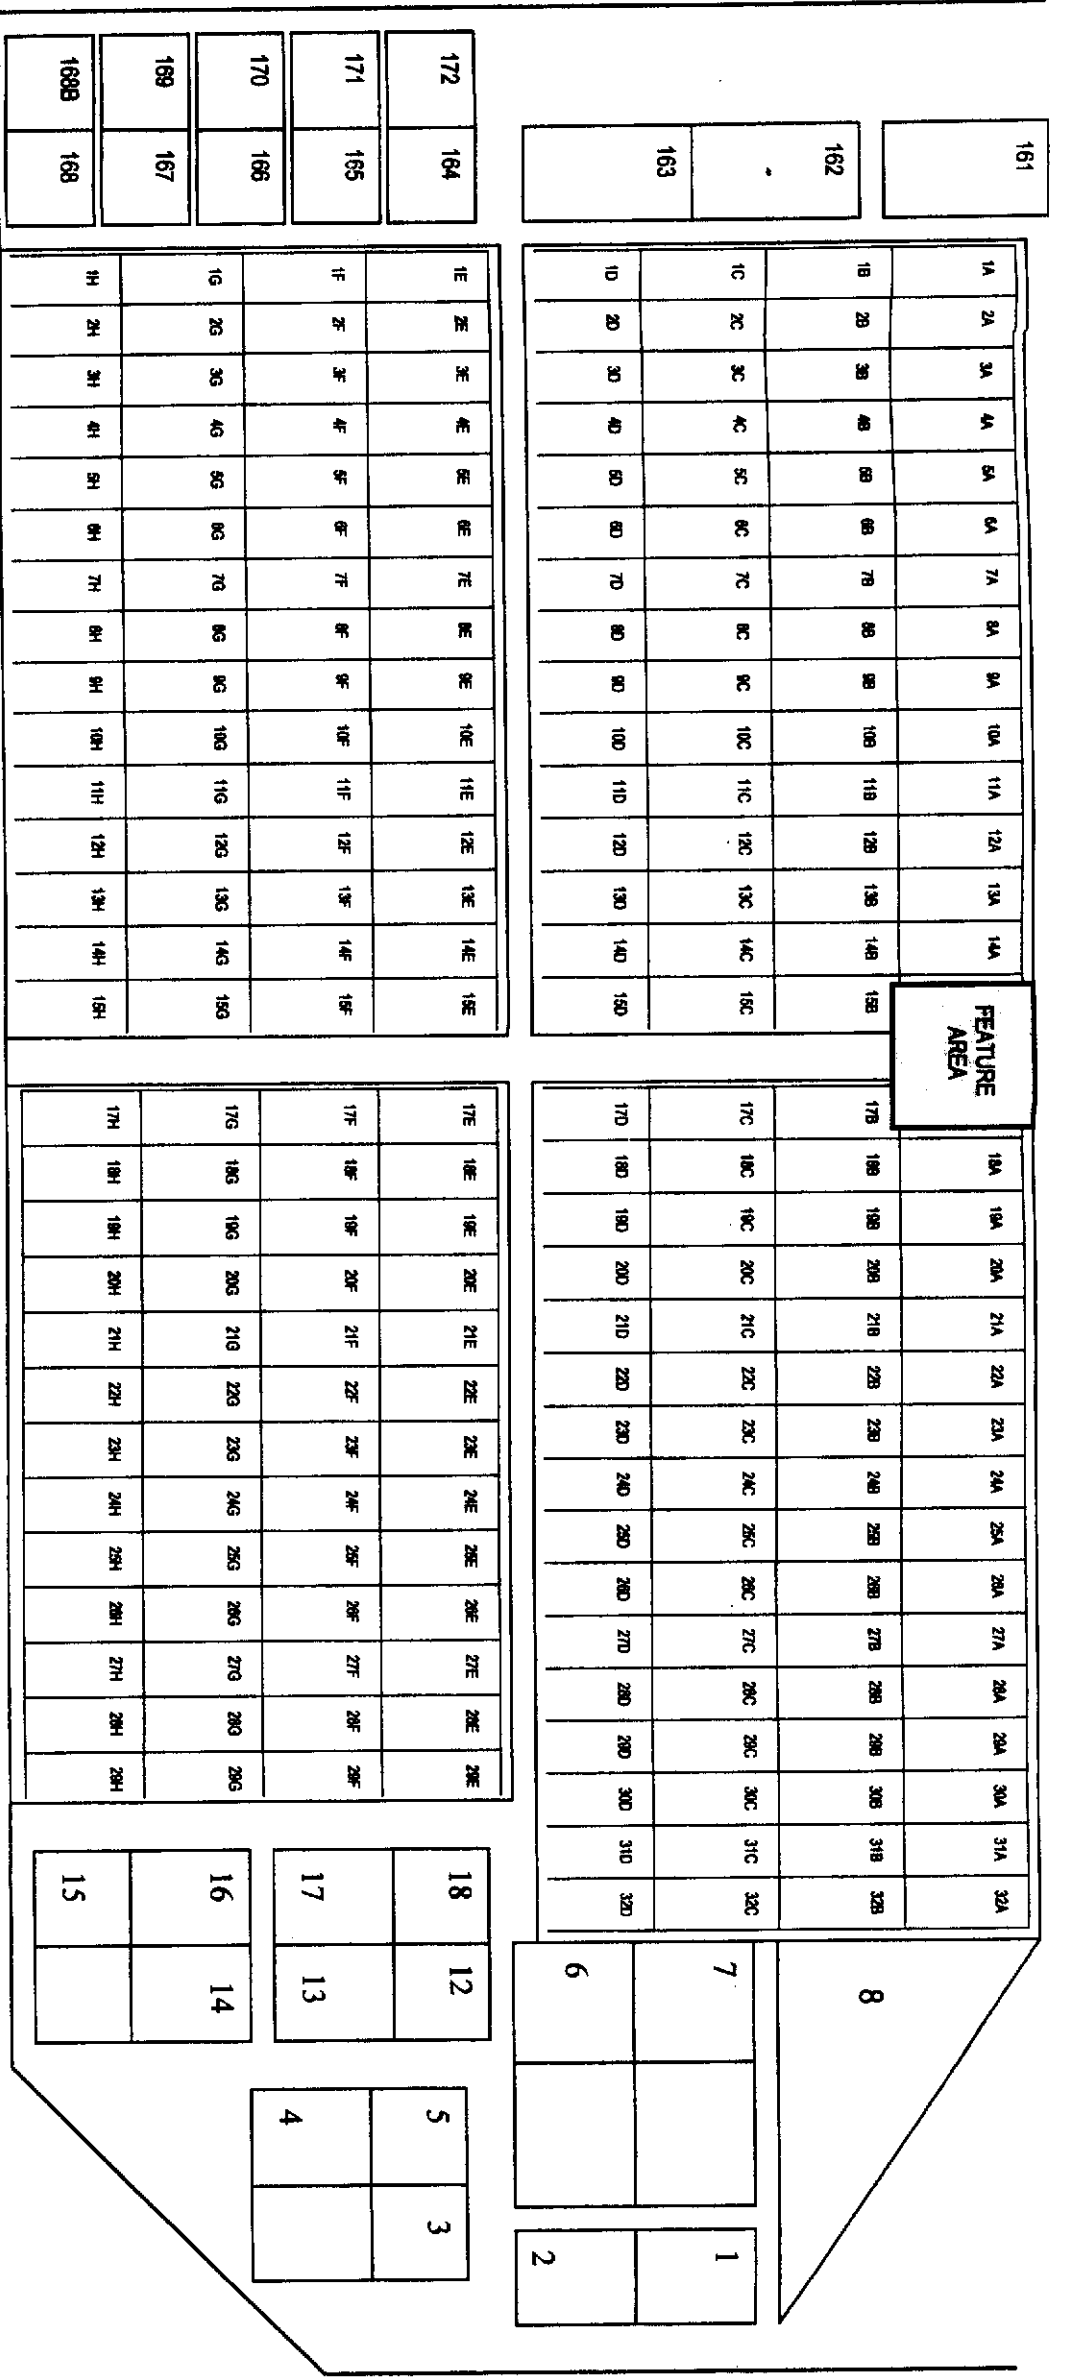 161
1A 2A 3A 4A 5A 6A 7A 8A 9A 10A 11A 12A 13A 14A
FEATURE
AREA
18A 19A 20A 21A 22A 23A 24A 25A 26A 27A 28A 29A 30A 31A 32A
162
1B 2B 3B 4B 5B 6B 7B 8B 9B 10B 11B 12B 13B 14B 15B
17B 18B 19B 20B 21B 22B 23B 24B 25B 26B 27B 28B 29B 30B 31B 32B
8
1C 2C 3C 4C 5C 6C 7C 8C 9C 10C 11C 12C 13C 14C 15C
17C 18C 19C 20C 21C 22C 23C 24C 25C 26C 27C 28C 29C 30C 31C 32C
7
1
163
1D 2D 3D 4D 5D 6D 7D 8D 9D 10D 11D 12D 13D 14D 15D
17D 18D 19D 20D 21D 22D 23D 24D 25D 26D 27D 28D 29D 30D 31D 32D
6
2
172 164
1E 2E 3E 4E 5E 6E 7E 8E 9E 10E 11E 12E 13E 14E 15E
17E 18E 19E 20E 21E 22E 23E 24E 25E 26E 27E 28E 29E
18 12
5 3
171 165
1F 2F 3F 4F 5F 6F 7F 8F 9F 10F 11F 12F 13F 14F 15F
17F 18F 19F 20F 21F 22F 23F 24F 25F 26F 27F 28F 29F
17 13
4
170 166
1G 2G 3G 4G 5G 6G 7G 8G 9G 10G 11G 12G 13G 14G 15G
17G 18G 19G 20G 21G 22G 23G 24G 25G 26G 27G 28G 29G
16 14
169 167
1H 2H 3H 4H 5H 6H 7H 8H 9H 10H 11H 12H 13H 14H 15H
17H 18H 19H 20H 21H 22H 23H 24H 25H 26H 27H 28H 29H
15
168B 168